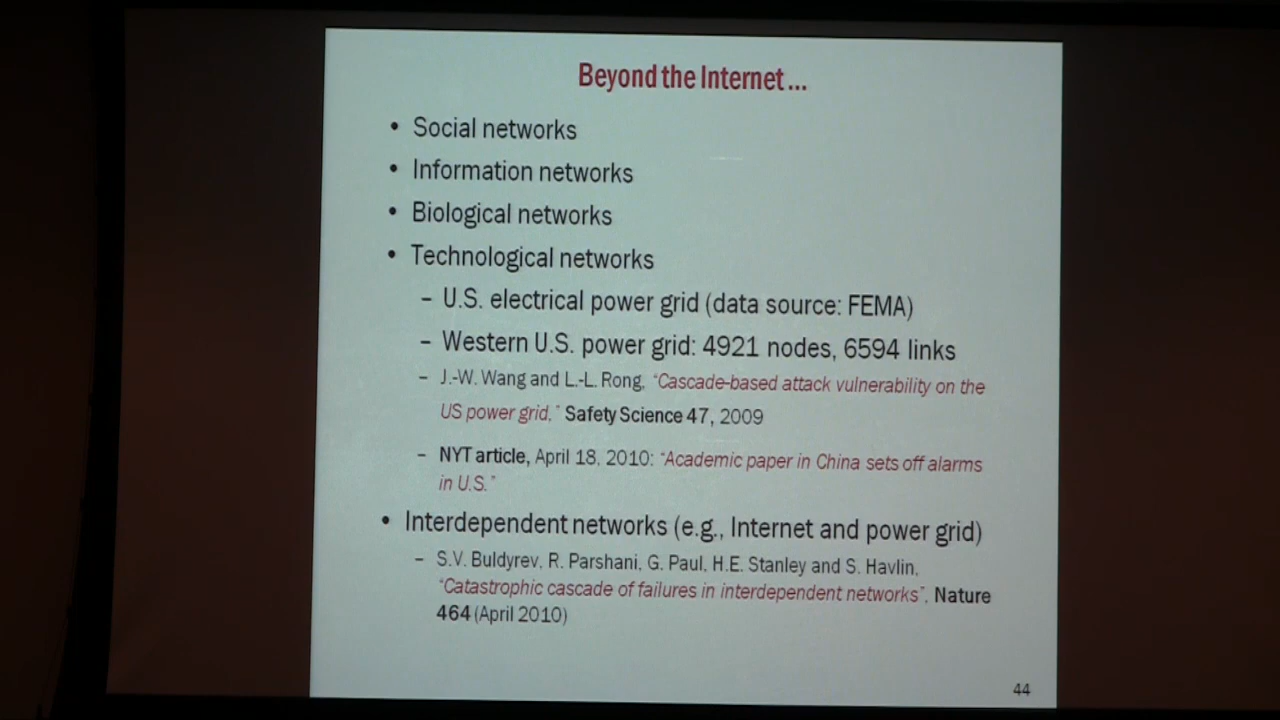 Beyond the Internet...
• Social networks
• Information networks
• Biological networks
• Technological networks
– U.S. electrical power grid (data source: FEMA)
– Western U.S. power grid: 4921 nodes, 6594 links
– J.-W. Wang and L.-L. Rong, "Cascade-based attack vulnerability on the
US power grid," Safety Science 47, 2009
– NYT article, April 18, 2010: "Academic paper in China sets off alarms
in U.S."
• Interdependent networks (e.g., Internet and power grid)
– S.V. Buldyrev, R. Parshani, G. Paul, H.E. Stanley and S. Havlin,
"Catastrophic cascade of failures in interdependent networks", Nature
464 (April 2010)
44